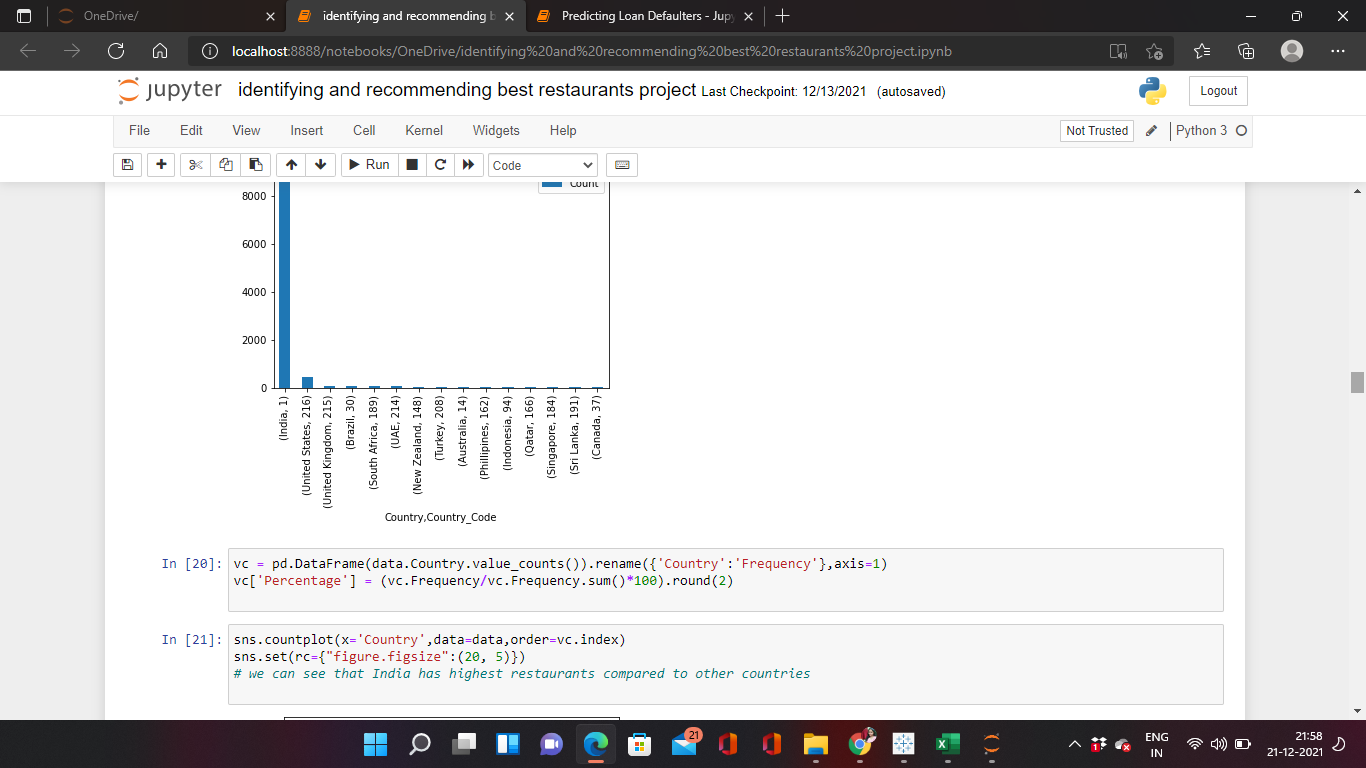 OneDrive/
identifying and recommending b
Predicting Loan Defaulters - Jup
localhost:8888/notebooks/OneDrive/identifying%20and%20recommending%20best%20restaurants%20project.ipynb
jupyter identifying and recommending best restaurants project Last Checkpoint: 12/13/2021 (autosaved)
Logout
File Edit View Insert Cell Kernel Widgets Help
Not Trusted
Python 3
Run
Code
Count
8000
6000
4000
2000
0
(India, 1)
(United States, 216)
(United Kingdom, 215)
(Brazil, 30)
(South Africa, 189)
(UAE, 214)
(New Zealand, 148)
(Turkey, 208)
(Australia, 14)
(Phillipines, 162)
(Indonesia, 94)
(Qatar, 166)
(Singapore, 184)
(Sri Lanka, 191)
(Canada, 37)
Country,Country_Code
In [20]: vc = pd.DataFrame(data.Country.value_counts()).rename({'Country':'Frequency'},axis=1)
vc['Percentage'] = (vc.Frequency/vc.Frequency.sum()*100).round(2)
In [21]: sns.countplot(x='Country',data=data,order=vc.index)
sns.set(rc={"figure.figsize":(20, 5)})
# we can see that India has highest restaurants compared to other countries
21
1
ENG
IN
21:58
21-12-2021